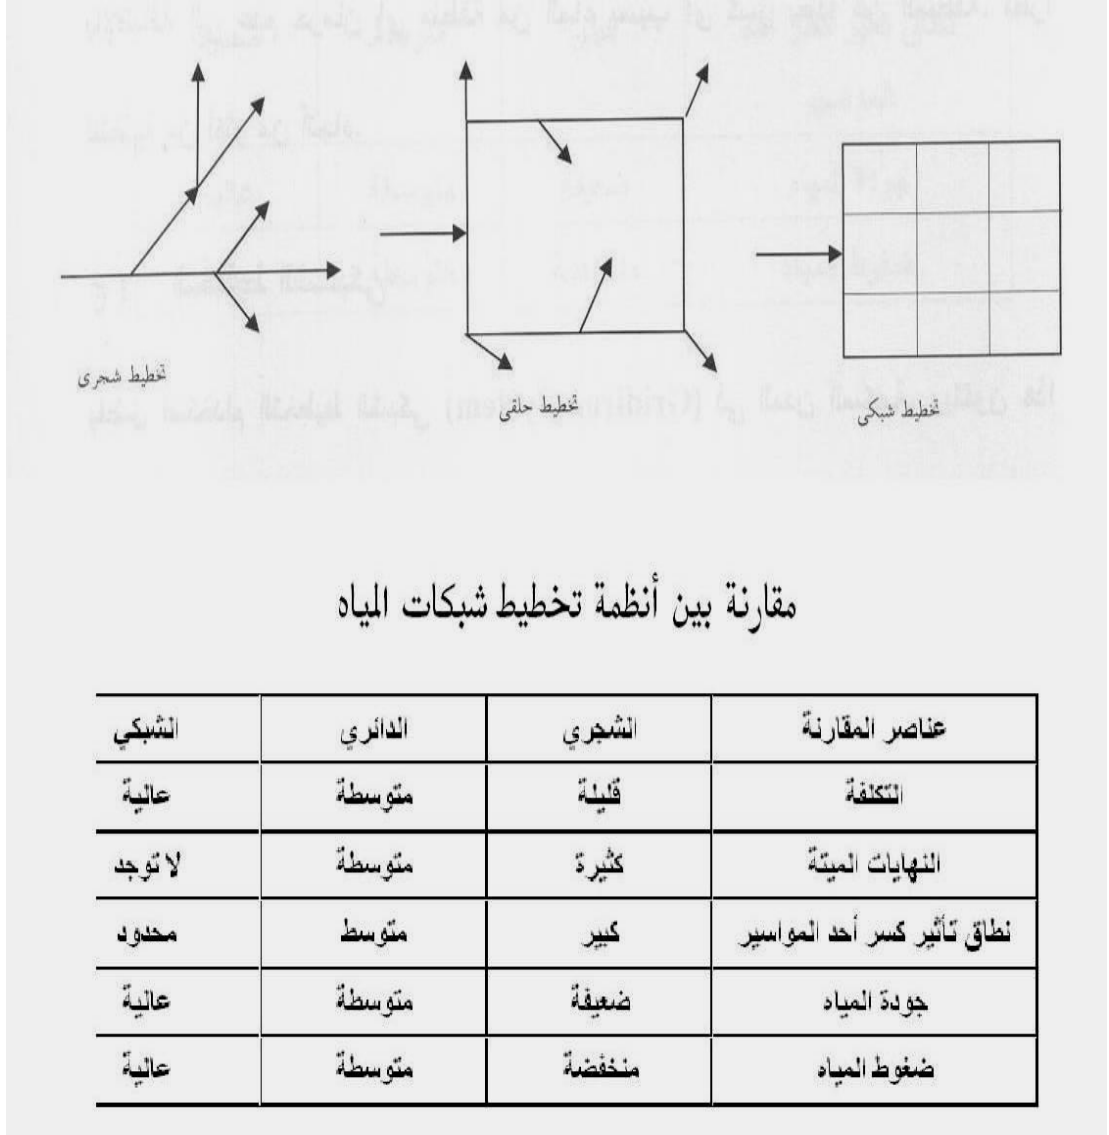 تخطيط شجرى
تخطيط حلقى
تخطيط شبكى
مقارنة بين أنظمة تخطيط شبكات المياه
عناصر المقارنة الشجري الدائري الشبكي
التكلفة قليلة متوسطة عالية
النهايات الميتة كثيرة متوسطة لا توجد
نطاق تأثير كسر أحد المواسير كبير متوسط محدود
جودة المياه ضعيفة متوسطة عالية
ضغوط المياه منخفضة متوسطة عالية